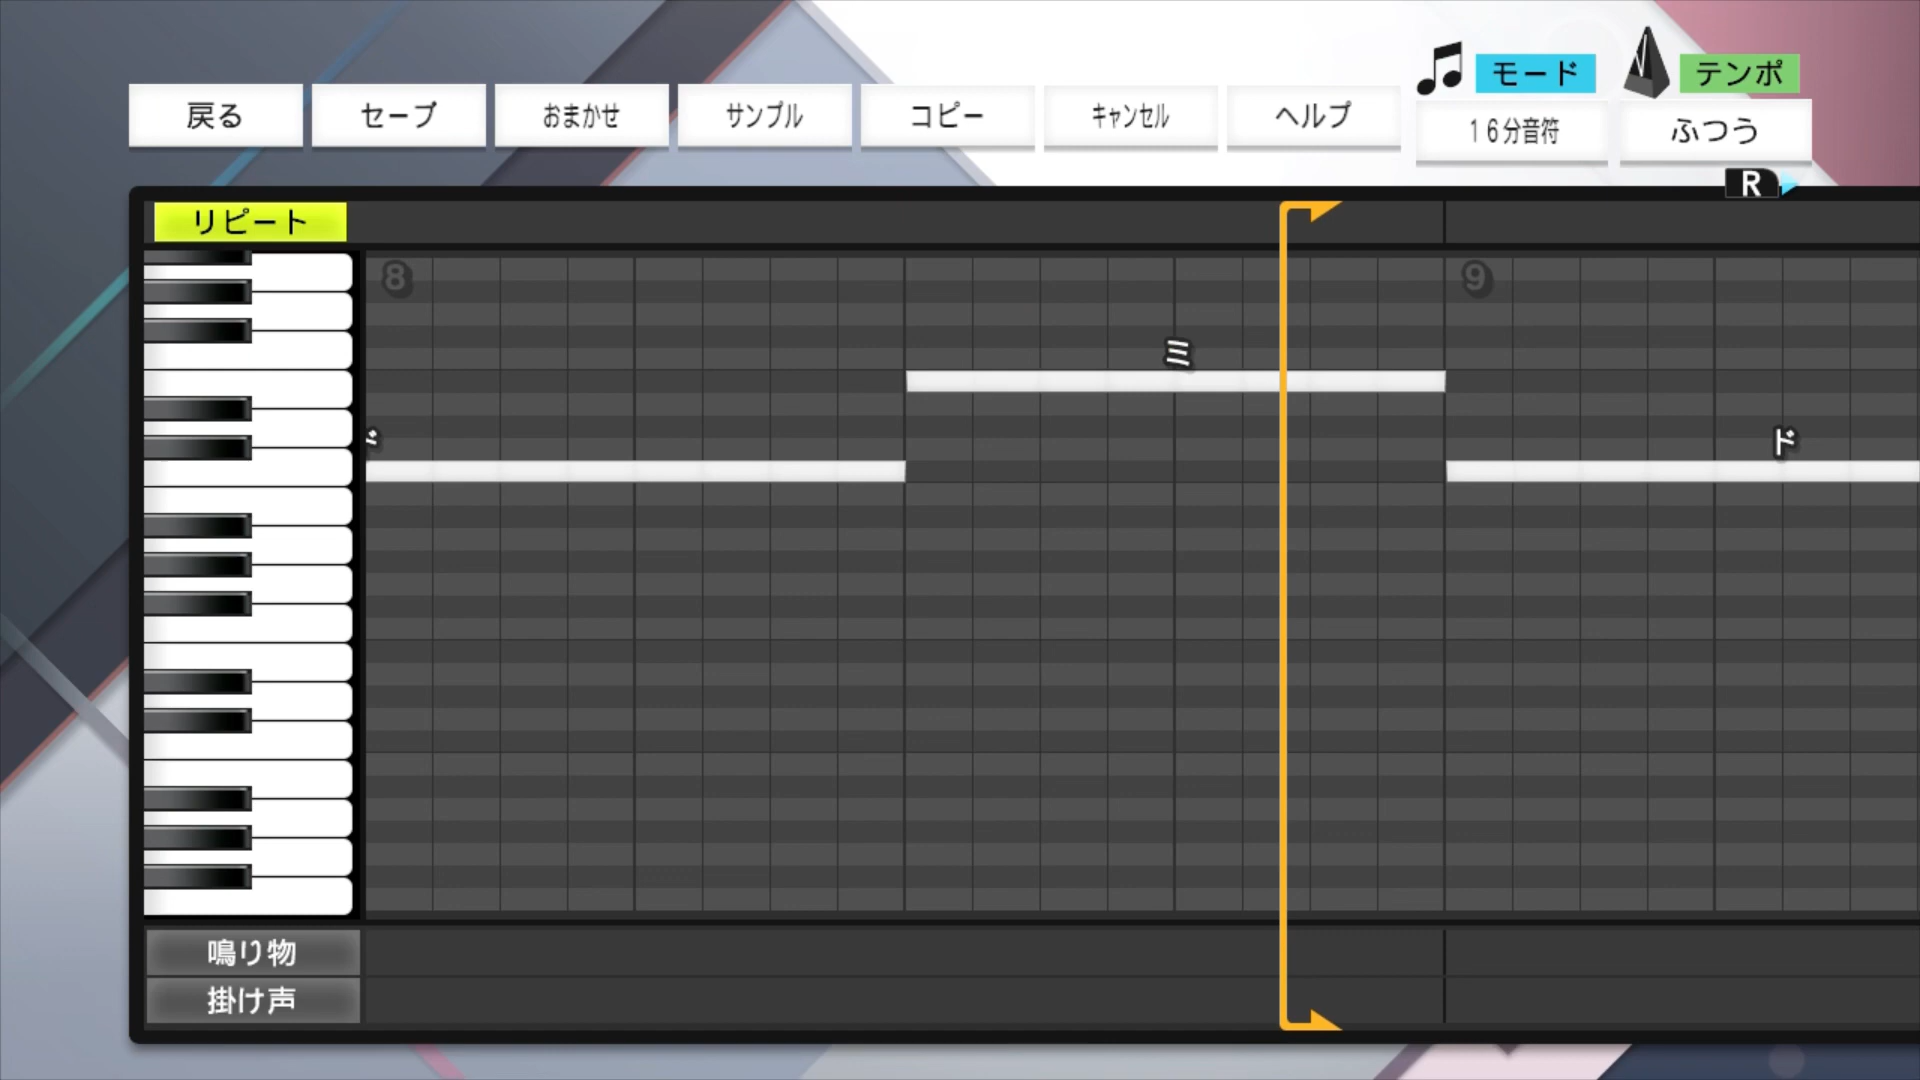 モード テンポ
戻る セーブ おまかせ サンプル コピー キャンセル ヘルプ 16分音符 ふつう
R
リピート
8 9
ミ
ド ド
鳴り物
掛け声